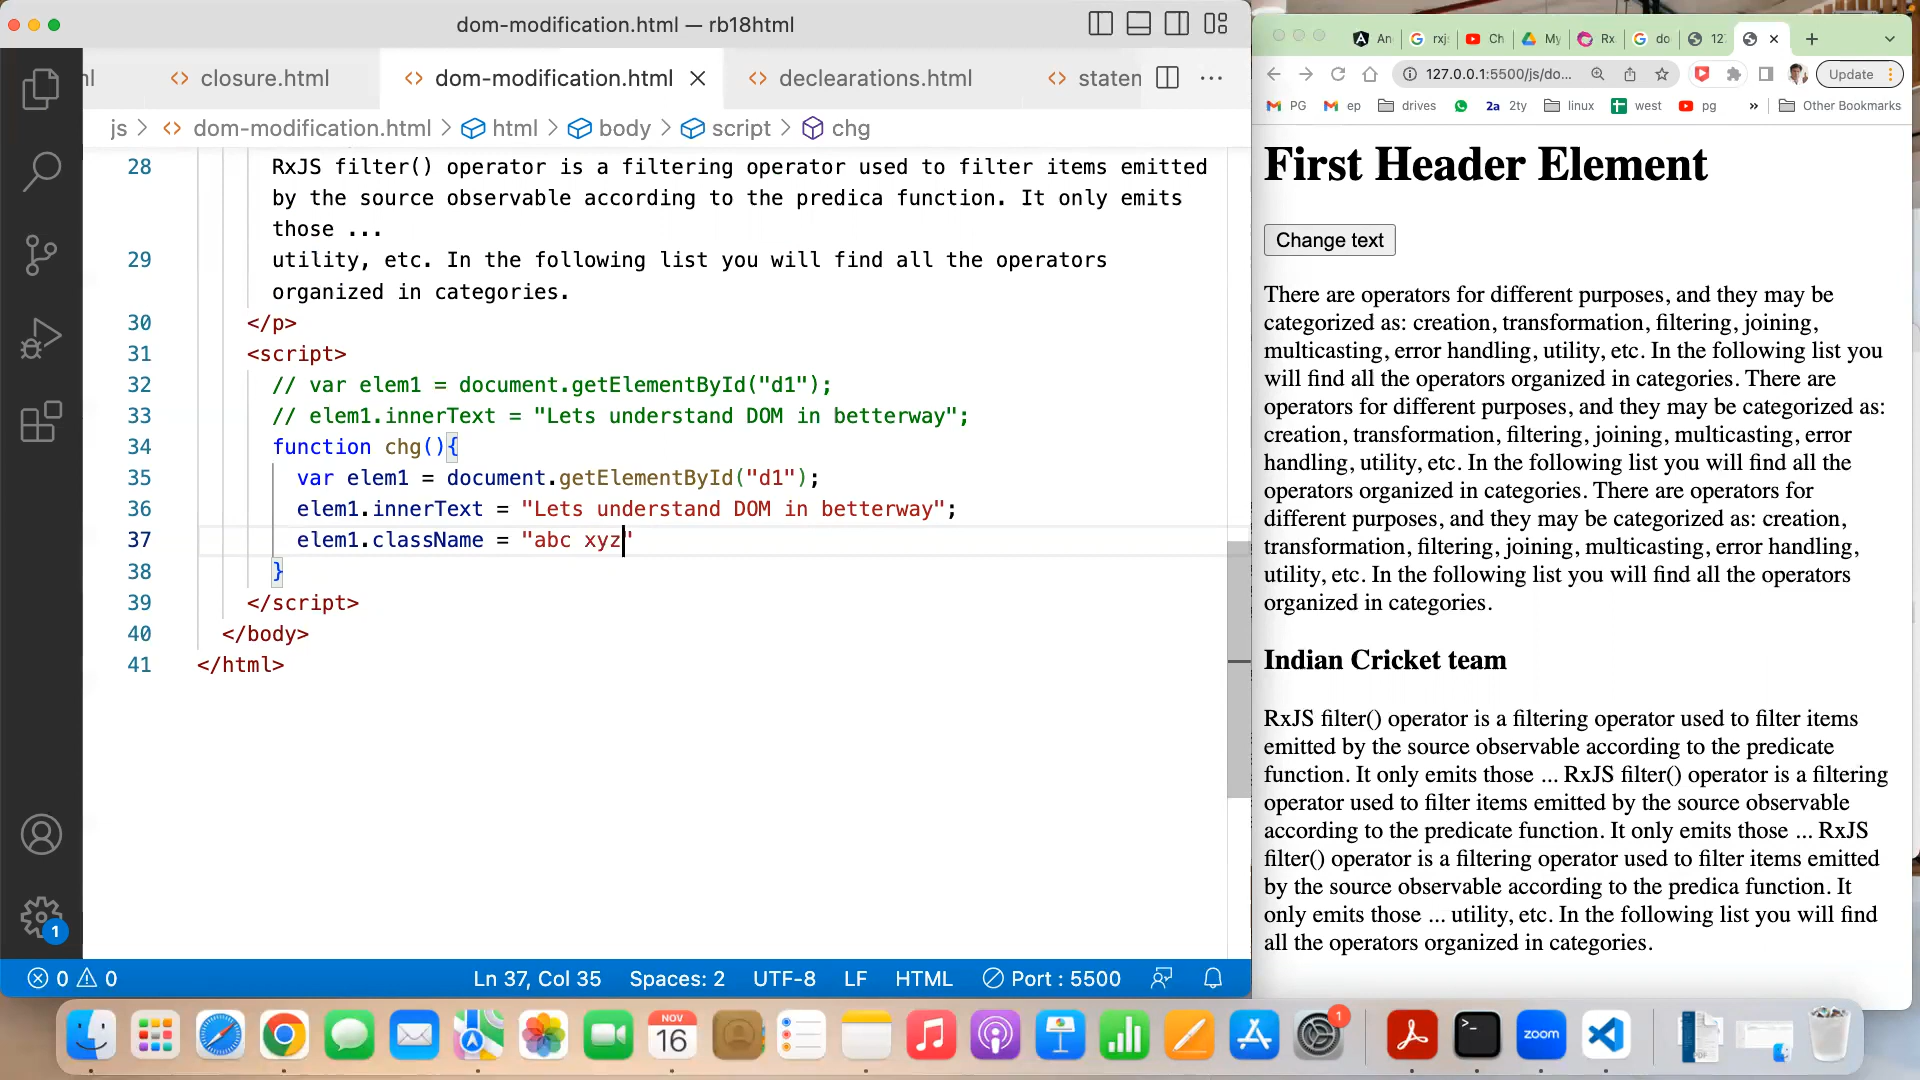 dom-modification.html — rb18html
nl
closure.html
dom-modification.html
declearations.html
staten
js > dom-modification.html > html > body > script > chg
28 RxJS filter() operator is a filtering operator used to filter items emitted
by the source observable according to the predica function. It only emits
those ...
29 utility, etc. In the following list you will find all the operators
organized in categories.
30 </p>
31 <script>
32 // var elem1 = document.getElementById("d1");
33 // elem1.innerText = "Lets understand DOM in betterway";
34 function chg(){
35 var elem1 = document.getElementById("d1");
36 elem1.innerText = "Lets understand DOM in betterway";
37 elem1.className = "abc xyz"
38 }
39 </script>
40 </body>
41 </html>
1
0 0 Ln 37, Col 35 Spaces: 2 UTF-8 LF HTML Port : 5500
An rxj Ch My Rx do 12
127.0.0.1:5500/js/do... Update
PG ep drives 2a 2ty linux west pg » Other Bookmarks
First Header Element
Change text
There are operators for different purposes, and they may be
categorized as: creation, transformation, filtering, joining,
multicasting, error handling, utility, etc. In the following list you
will find all the operators organized in categories. There are
operators for different purposes, and they may be categorized as:
creation, transformation, filtering, joining, multicasting, error
handling, utility, etc. In the following list you will find all the
operators organized in categories. There are operators for
different purposes, and they may be categorized as: creation,
transformation, filtering, joining, multicasting, error handling,
utility, etc. In the following list you will find all the operators
organized in categories.
Indian Cricket team
RxJS filter() operator is a filtering operator used to filter items
emitted by the source observable according to the predicate
function. It only emits those ... RxJS filter() operator is a filtering
operator used to filter items emitted by the source observable
according to the predicate function. It only emits those ... RxJS
filter() operator is a filtering operator used to filter items emitted
by the source observable according to the predica function. It
only emits those ... utility, etc. In the following list you will find
all the operators organized in categories.
NOV
16
1
>_
zoom
PDF